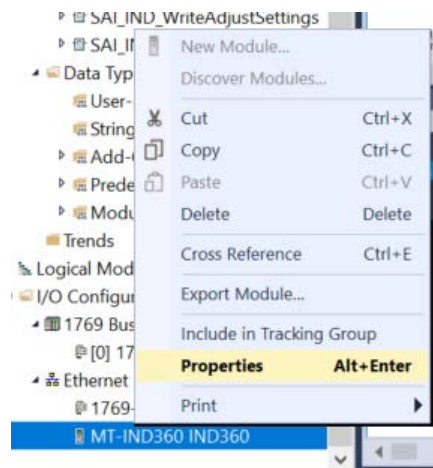 SAI_IND_WriteAdjustSettings
SAI_I
New Module...
Discover Modules...
Data Typ
User-
Cut Ctrl+X
String
Copy Ctrl+C
Add-
Paste Ctrl+V
Prede
Modu
Delete Delete
Trends
Cross Reference Ctrl+E
Logical Mod
Export Module...
I/O Configu
Include in Tracking Group
1769 Bus
[0] 17
Properties Alt+Enter
Ethernet
1769-
Print
MT-IND360 IND360